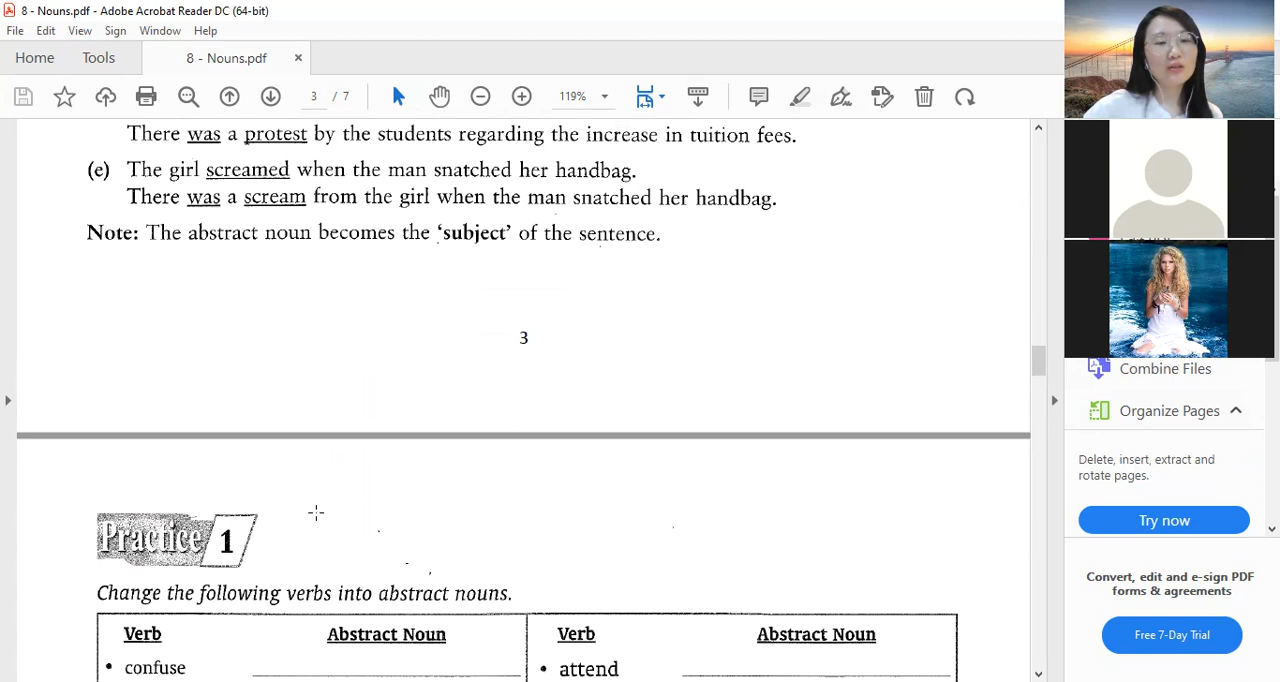 8 - Nouns.pdf - Adobe Acrobat Reader DC (64-bit)
File Edit View Sign Window Help
Home Tools 8 - Nouns.pdf ×
3 / 7 119%
There was a protest by the students regarding the increase in tuition fees.
(e) The girl screamed when the man snatched her handbag.
There was a scream from the girl when the man snatched her handbag.
Note: The abstract noun becomes the ‘subject’ of the sentence.
3
Practice 1
Change the following verbs into abstract nouns.
Verb Abstract Noun Verb Abstract Noun
• confuse • attend
Combine Files
Organize Pages
Delete, insert, extract and
rotate pages.
Try now
Convert, edit and e-sign PDF
forms & agreements
Free 7-Day Trial